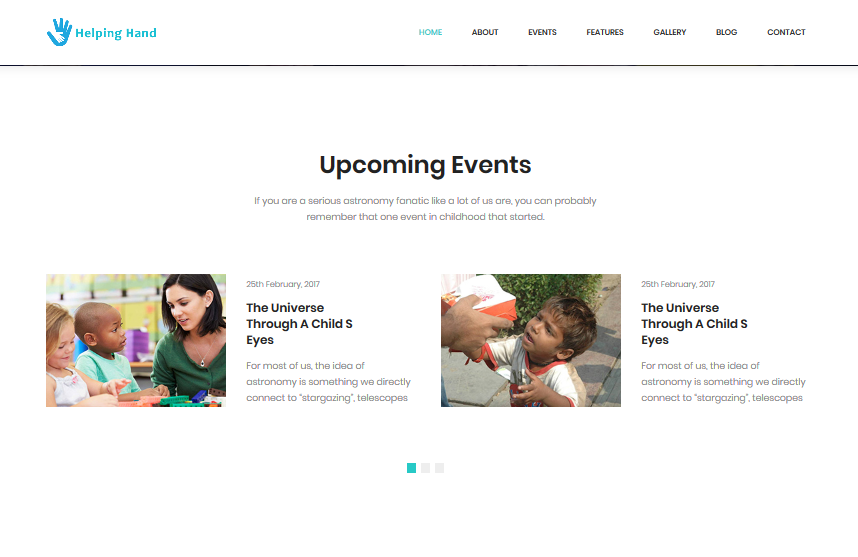 Helping Hand
HOME ABOUT EVENTS FEATURES GALLERY BLOG CONTACT
Upcoming Events
If you are a serious astronomy fanatic like a lot of us are, you can probably
remember that one event in childhood that started.
25th February, 2017
The Universe
Through A Child S
Eyes
For most of us, the idea of
astronomy is something we directly
connect to “stargazing”, telescopes
25th February, 2017
The Universe
Through A Child S
Eyes
For most of us, the idea of
astronomy is something we directly
connect to “stargazing”, telescopes